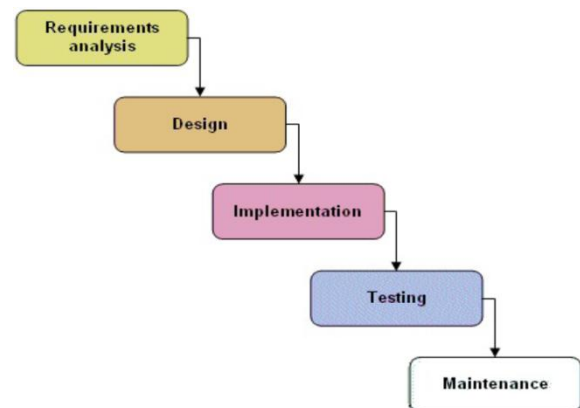 Requirements
analysis
Design
Implementation
Testing
Maintenance